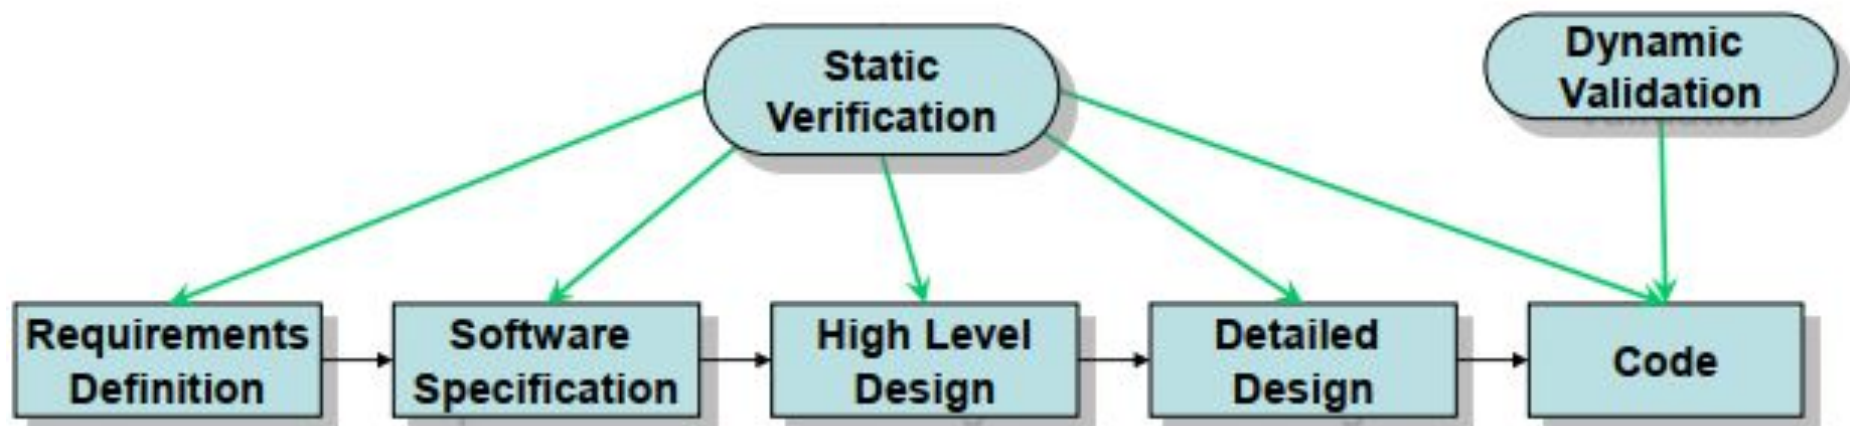 Static
Verification
Dynamic
Validation
Requirements
Definition
Software
Specification
High Level
Design
Detailed
Design
Code